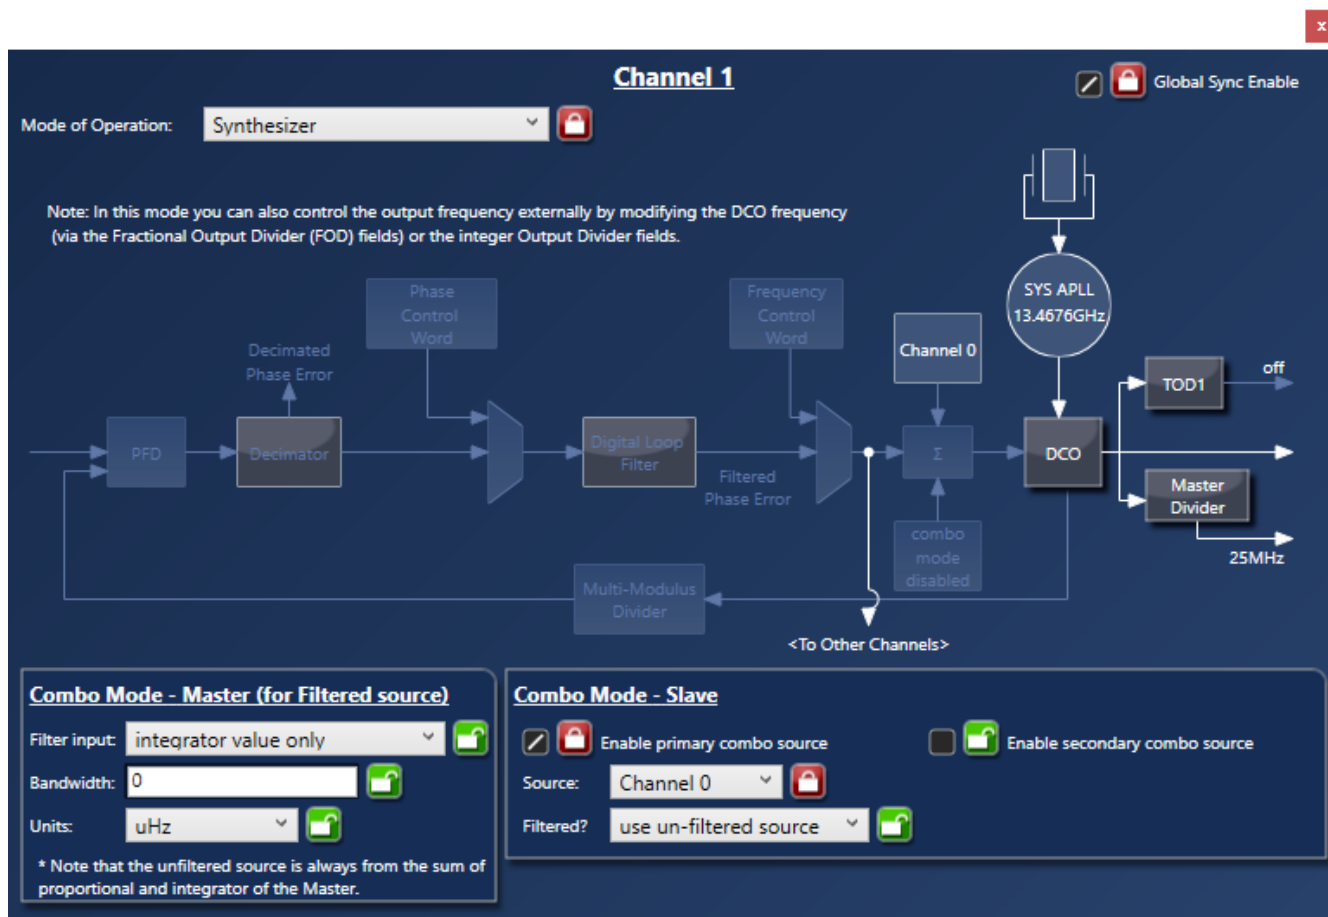 x
Channel 1
Global Sync Enable
Mode of Operation:
Synthesizer
Note: In this mode you can also control the output frequency externally by modifying the DCO frequency
(via the Fractional Output Divider (FOD) fields) or the integer Output Divider fields.
SYS APLL
13.4676GHz
Phase
Control
Word
Frequency
Control
Word
Channel 0
Decimated
Phase Error
TOD1
off
PFD
Decimator
Digital Loop
Filter
Filtered
Phase Error
Σ
DCO
Master
Divider
25MHz
combo
mode
disabled
Multi-Modulus
Divider
<To Other Channels>
Combo Mode - Master (for Filtered source)
Filter input:
integrator value only
Bandwidth:
0
Units:
uHz
* Note that the unfiltered source is always from the sum of
proportional and integrator of the Master.
Combo Mode - Slave
Enable primary combo source
Enable secondary combo source
Source:
Channel 0
Filtered?
use un-filtered source